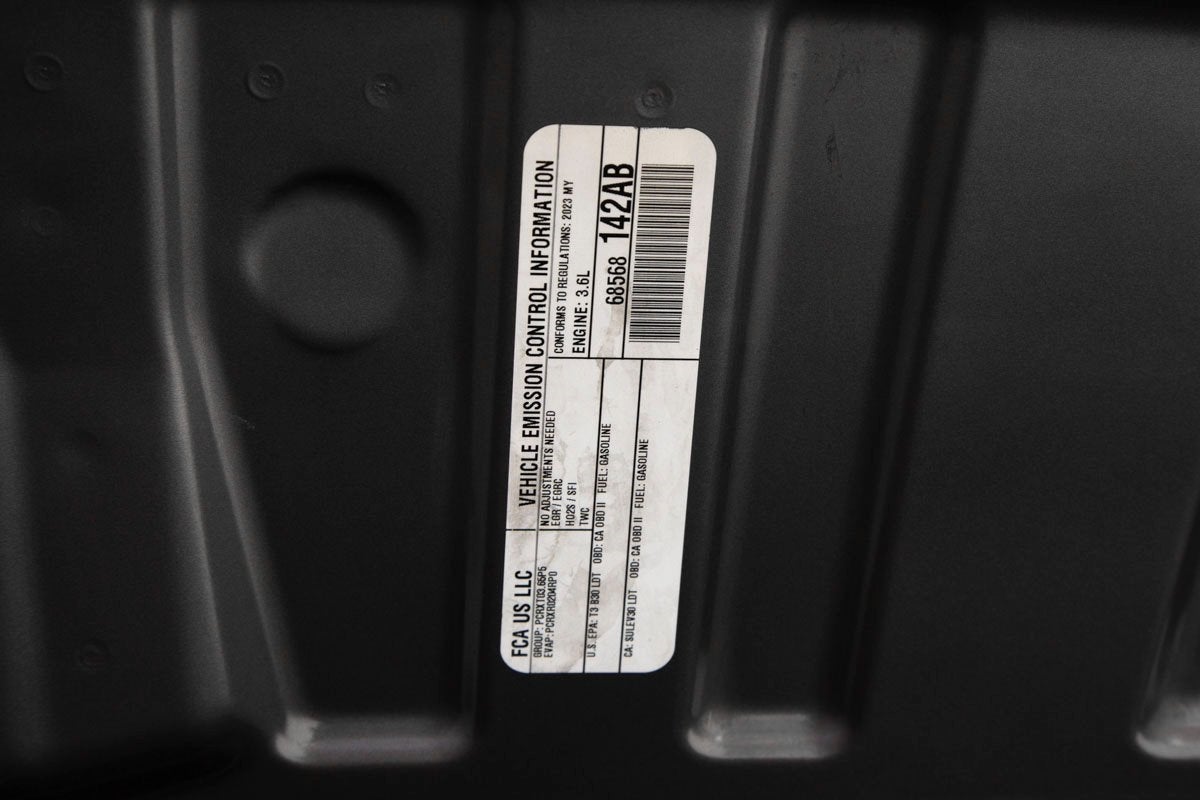 FCA US LLC
VEHICLE EMISSION CONTROL INFORMATION
GROUP: PCRXT03.65P5
EVAP: PCRXR0204RP0
NO ADJUSTMENTS NEEDED
EGR / EGRC
HO2S / SFI
TWC
CONFORMS TO REGULATIONS: 2023 MY
ENGINE: 3.6L
U.S. EPA: T3 B30 LDT OBD: CA OBD II FUEL: GASOLINE
CA: SULEV30 LDT OBD: CA OBD II FUEL: GASOLINE
68568 142AB